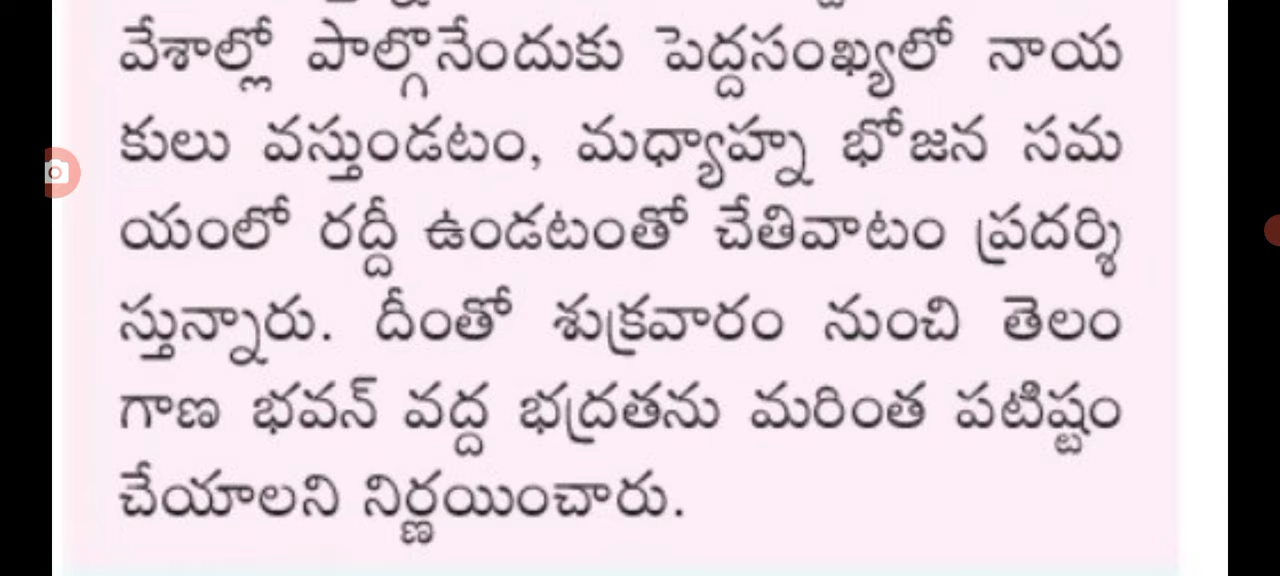 వేశాల్లో పాల్గొనేందుకు పెద్దసంఖ్యలో నాయ
కులు వస్తుండటం, మధ్యాహ్న భోజన సమ
యంలో రద్దీ ఉండటంతో చేతివాటం ప్రదర్శి
స్తున్నారు. దీంతో శుక్రవారం నుంచి తెలం
గాణ భవన్ వద్ద భద్రతను మరింత పటిష్టం
చేయాలని నిర్ణయించారు.